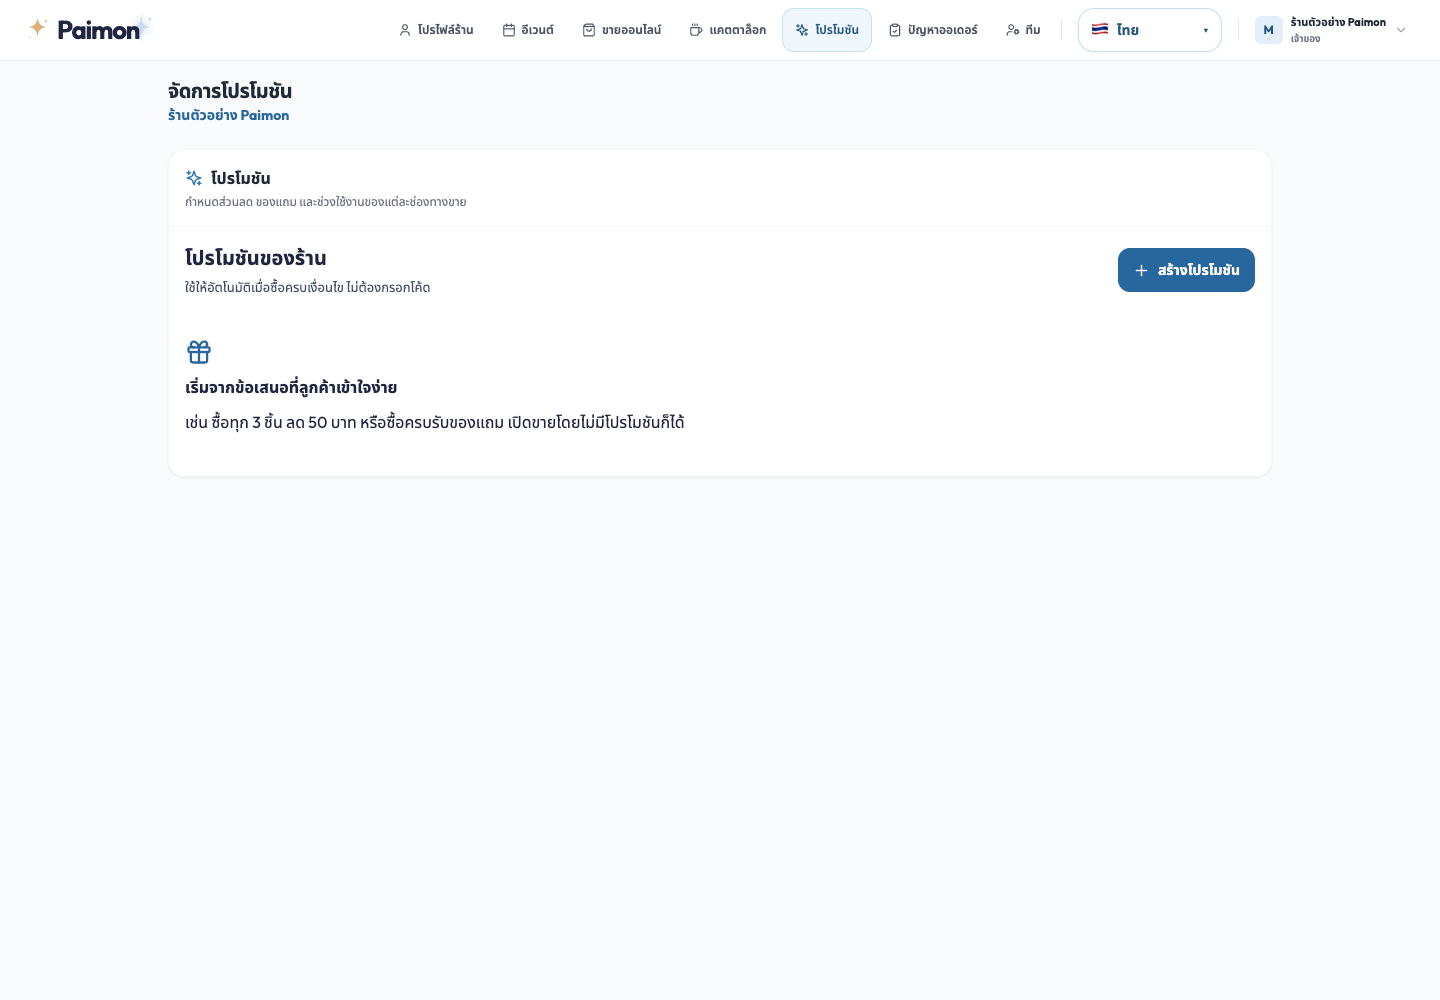 Paimon
โปรไฟล์ร้าน
อีเวนต์
ขายออนไลน์
แคตตาล็อก
โปรโมชัน
ปัญหาออเดอร์
ทีม
ไทย
M
ร้านตัวอย่าง Paimon
เจ้าของ
จัดการโปรโมชัน
ร้านตัวอย่าง Paimon
โปรโมชัน
กำหนดส่วนลด ของแถม และช่วงใช้งานของแต่ละช่องทางขาย
โปรโมชันของร้าน
ใช้ให้อัตโนมัติเมื่อซื้อครบเงื่อนไข ไม่ต้องกรอกโค้ด
สร้างโปรโมชัน
เริ่มจากข้อเสนอที่ลูกค้าเข้าใจง่าย
เช่น ซื้อทุก 3 ชิ้น ลด 50 บาท หรือซื้อครบรับของแถม เปิดขายโดยไม่มีโปรโมชันก็ได้